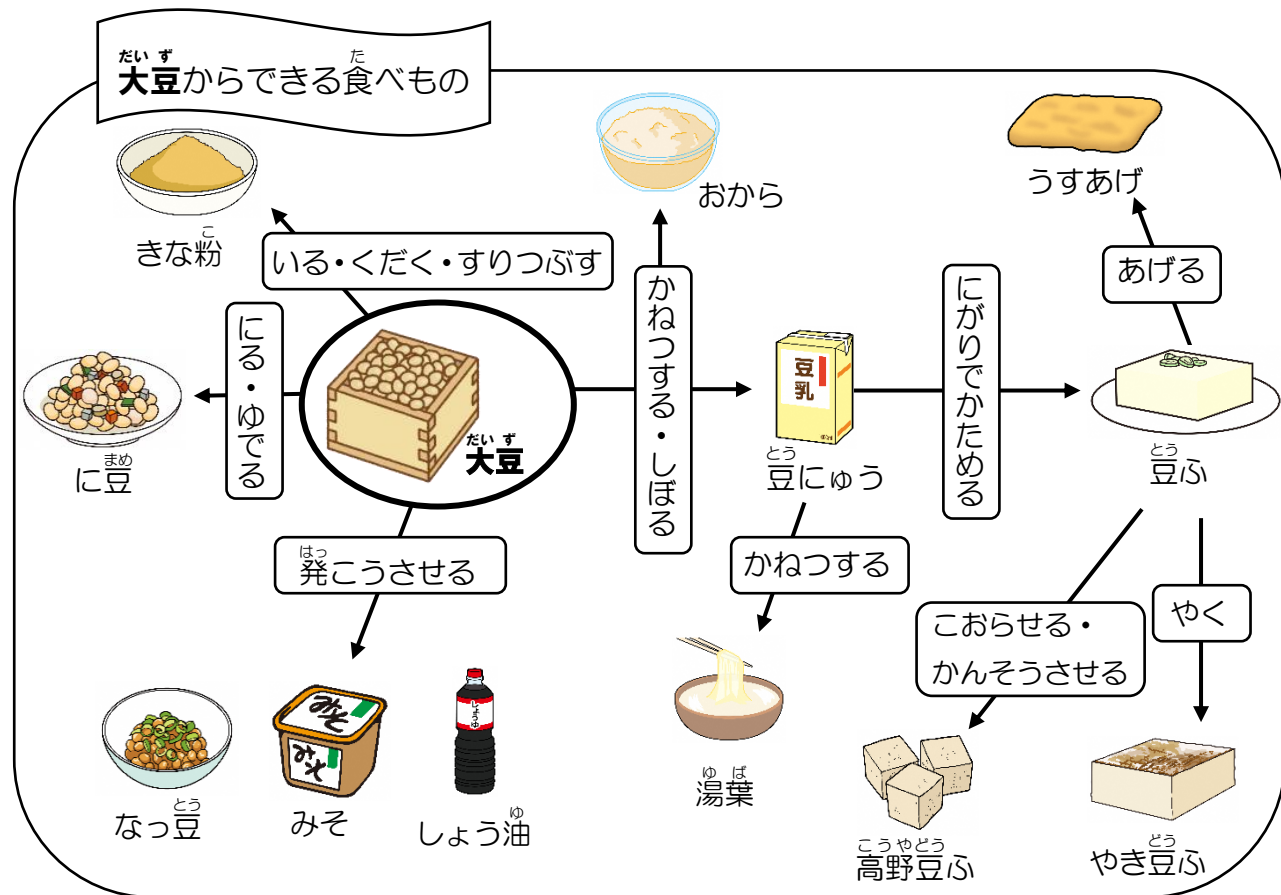 大豆からできる食べもの
だいず
た
きな粉
こ
いる・くだく・すりつぶす
おから
うすあげ
あげる
にる・ゆでる
に豆
まめ
大豆
だいず
かねつする・しぼる
豆乳
豆にゅう
とう
にがりでかためる
豆ふ
とう
発こうさせる
はっ
かねつする
こおらせる・
かんそうさせる
やく
なっ豆
とう
みそ
みそ
みそ
しょうゆ
しょう油
ゆ
湯葉
ゆば
高野豆ふ
こうやどう
やき豆ふ
どう